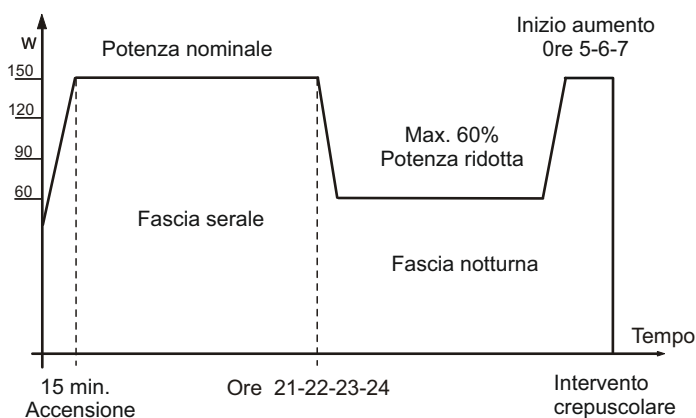 W
150
120
90
60
Potenza nominale
Inizio aumento
0re 5-6-7
Max. 60%
Potenza ridotta
Fascia serale
Fascia notturna
Tempo
15 min.
Accensione
Ore 21-22-23-24
Intervento
crepuscolare